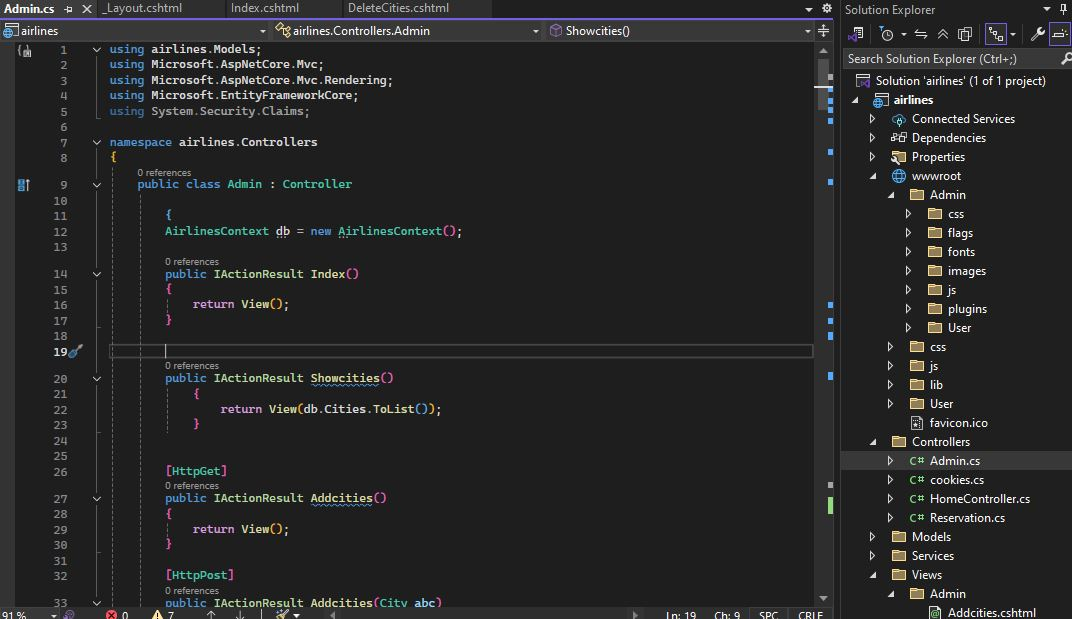 Admin.cs
_Layout.cshtml
Index.cshtml
DeleteCities.cshtml
airlines
airlines.Controllers.Admin
Showcities()
1 using airlines.Models;
2 using Microsoft.AspNetCore.Mvc;
3 using Microsoft.AspNetCore.Mvc.Rendering;
4 using Microsoft.EntityFrameworkCore;
5 using System.Security.Claims;
6
7 namespace airlines.Controllers
8 {
0 references
9 public class Admin : Controller
10
11 {
12 AirlinesContext db = new AirlinesContext();
13
0 references
14 public IActionResult Index()
15 {
16 return View();
17 }
18
19
0 references
20 public IActionResult Showcities()
21 {
22 return View(db.Cities.ToList());
23 }
24
25
26 [HttpGet]
0 references
27 public IActionResult Addcities()
28 {
29 return View();
30 }
31
32 [HttpPost]
0 references
33 public IActionResult Addcities(City abc)
91 %
0
7
Ln: 19
Ch: 9
SPC
CRLF
Solution Explorer
Search Solution Explorer (Ctrl+;)
Solution 'airlines' (1 of 1 project)
airlines
Connected Services
Dependencies
Properties
wwwroot
Admin
css
flags
fonts
images
js
plugins
User
css
js
lib
User
favicon.ico
Controllers
C# Admin.cs
C# cookies.cs
C# HomeController.cs
C# Reservation.cs
Models
Services
Views
Admin
Addcities.cshtml